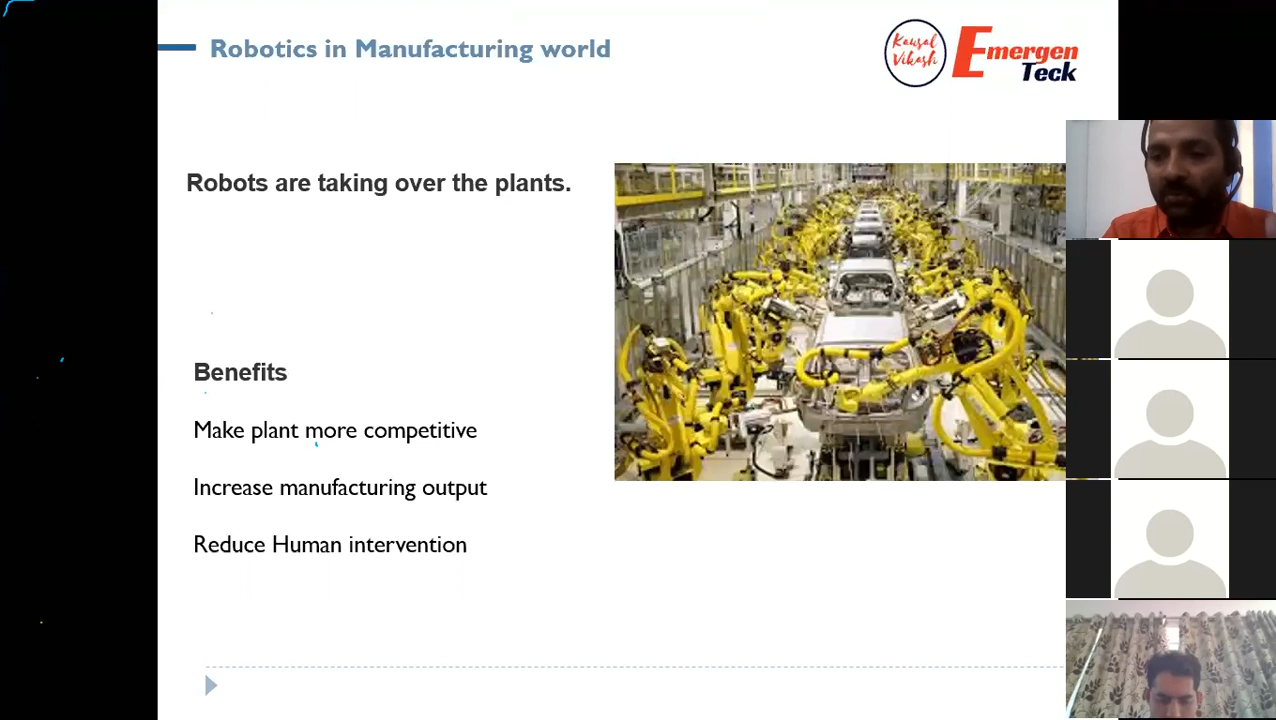 Robotics in Manufacturing world
Kausal
Vikash
Emergen
Teck
Robots are taking over the plants.
Benefits
Make plant more competitive
Increase manufacturing output
Reduce Human intervention